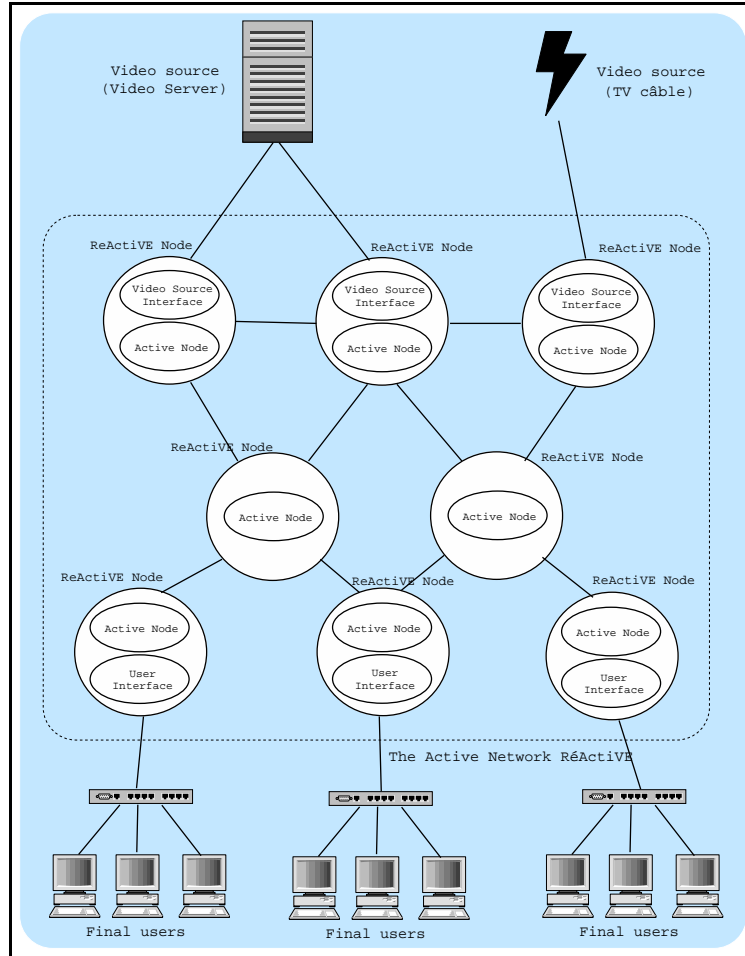 Video source
(Video Server)
Video source
(TV câble)
ReActiVE Node
ReActiVE Node
ReActiVE Node
Video Source
Interface
Video Source
Interface
Video Source
Interface
Active Node
Active Node
Active Node
ReActiVE Node
ReActiVE Node
Active Node
Active Node
ReActiVE Node
ReActiVE Node
ReActiVE Node
Active Node
Active Node
Active Node
User
Interface
User
Interface
User
Interface
The Active Network RéActiVE
Final users
Final users
Final users